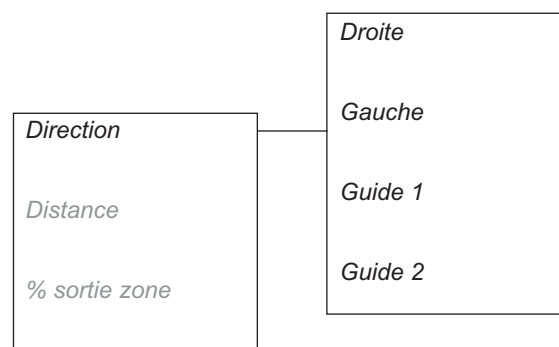 Direction
Distance
% sortie zone
Droite
Gauche
Guide 1
Guide 2